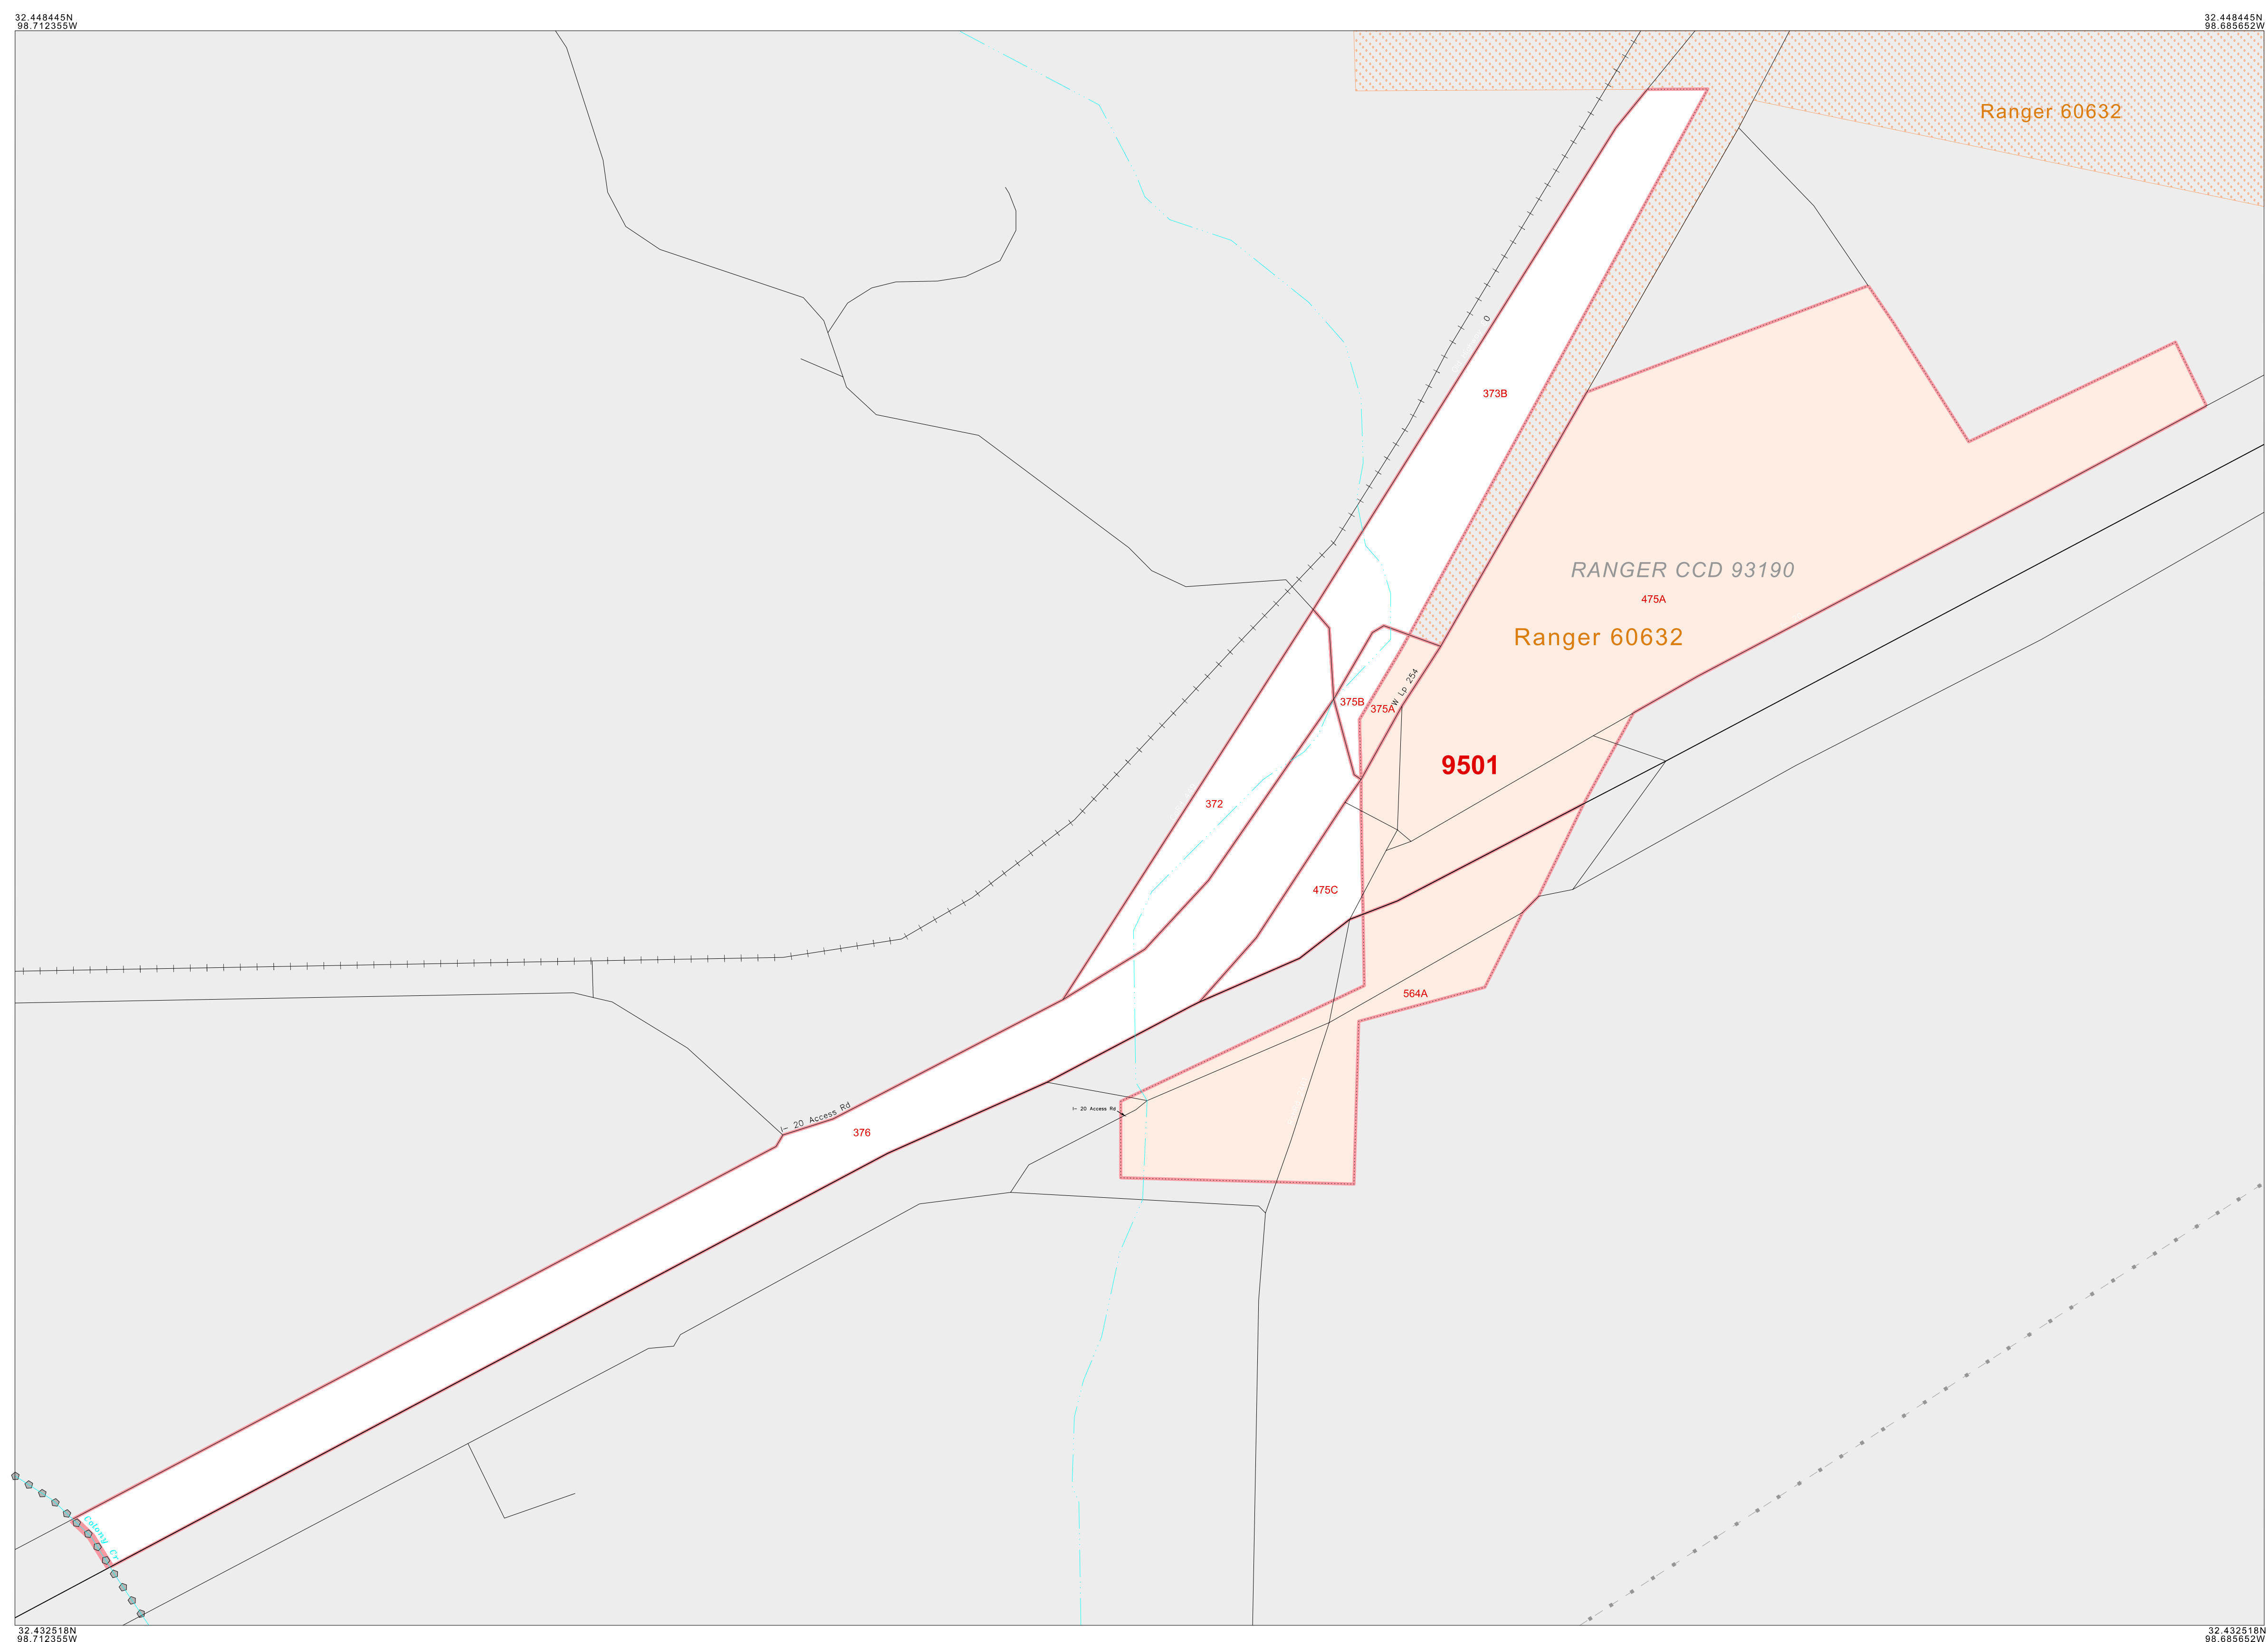 32.448445N
98.712355W
32.448445N
98.685652W
Ranger 60632
O
373B
RANGER CCD 93190
475A
Ranger 60632
W Lp 254
375B
375A
9501
372
475C
564A
I- 20 Access Rd
I- 20 Access Rd
376
Colony Cr
32.432518N
98.712355W
32.432518N
98.685652W